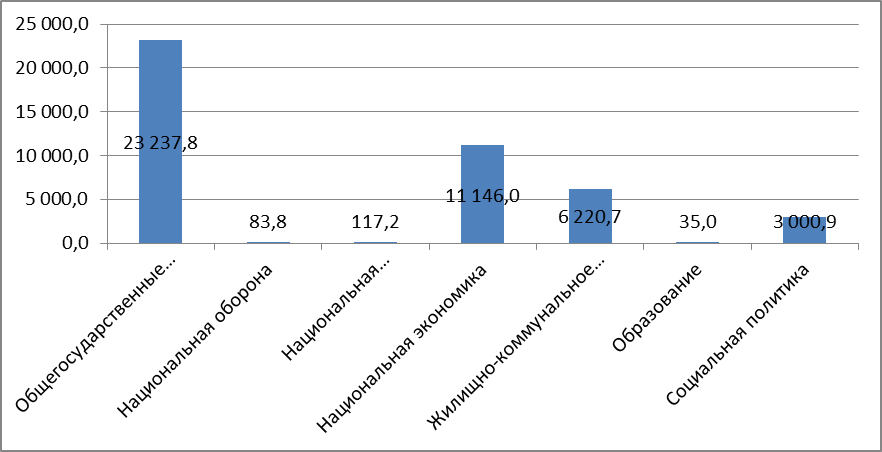 25 000,0
20 000,0
15 000,0
10 000,0
5 000,0
0,0
23 237,8
83,8
117,2
11 146,0
6 220,7
35,0
3 000,9
Общегосударственные...
Национальная оборона
Национальная...
Национальная экономика
Жилищно-коммунальное...
Образование
Социальная политика